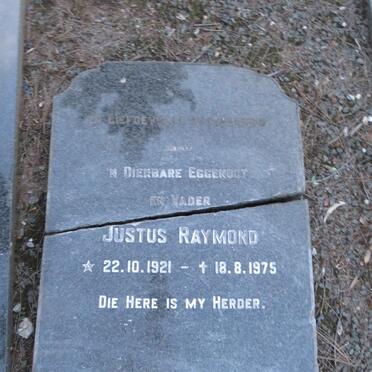 LIEFDEVOLLE
AAN
'N DIERBARE EGGENOOT
EN VADER
JUSTUS RAYMOND
☆ 22.10.1921 - † 18.8.1975
DIE HERE IS MY HERDER.